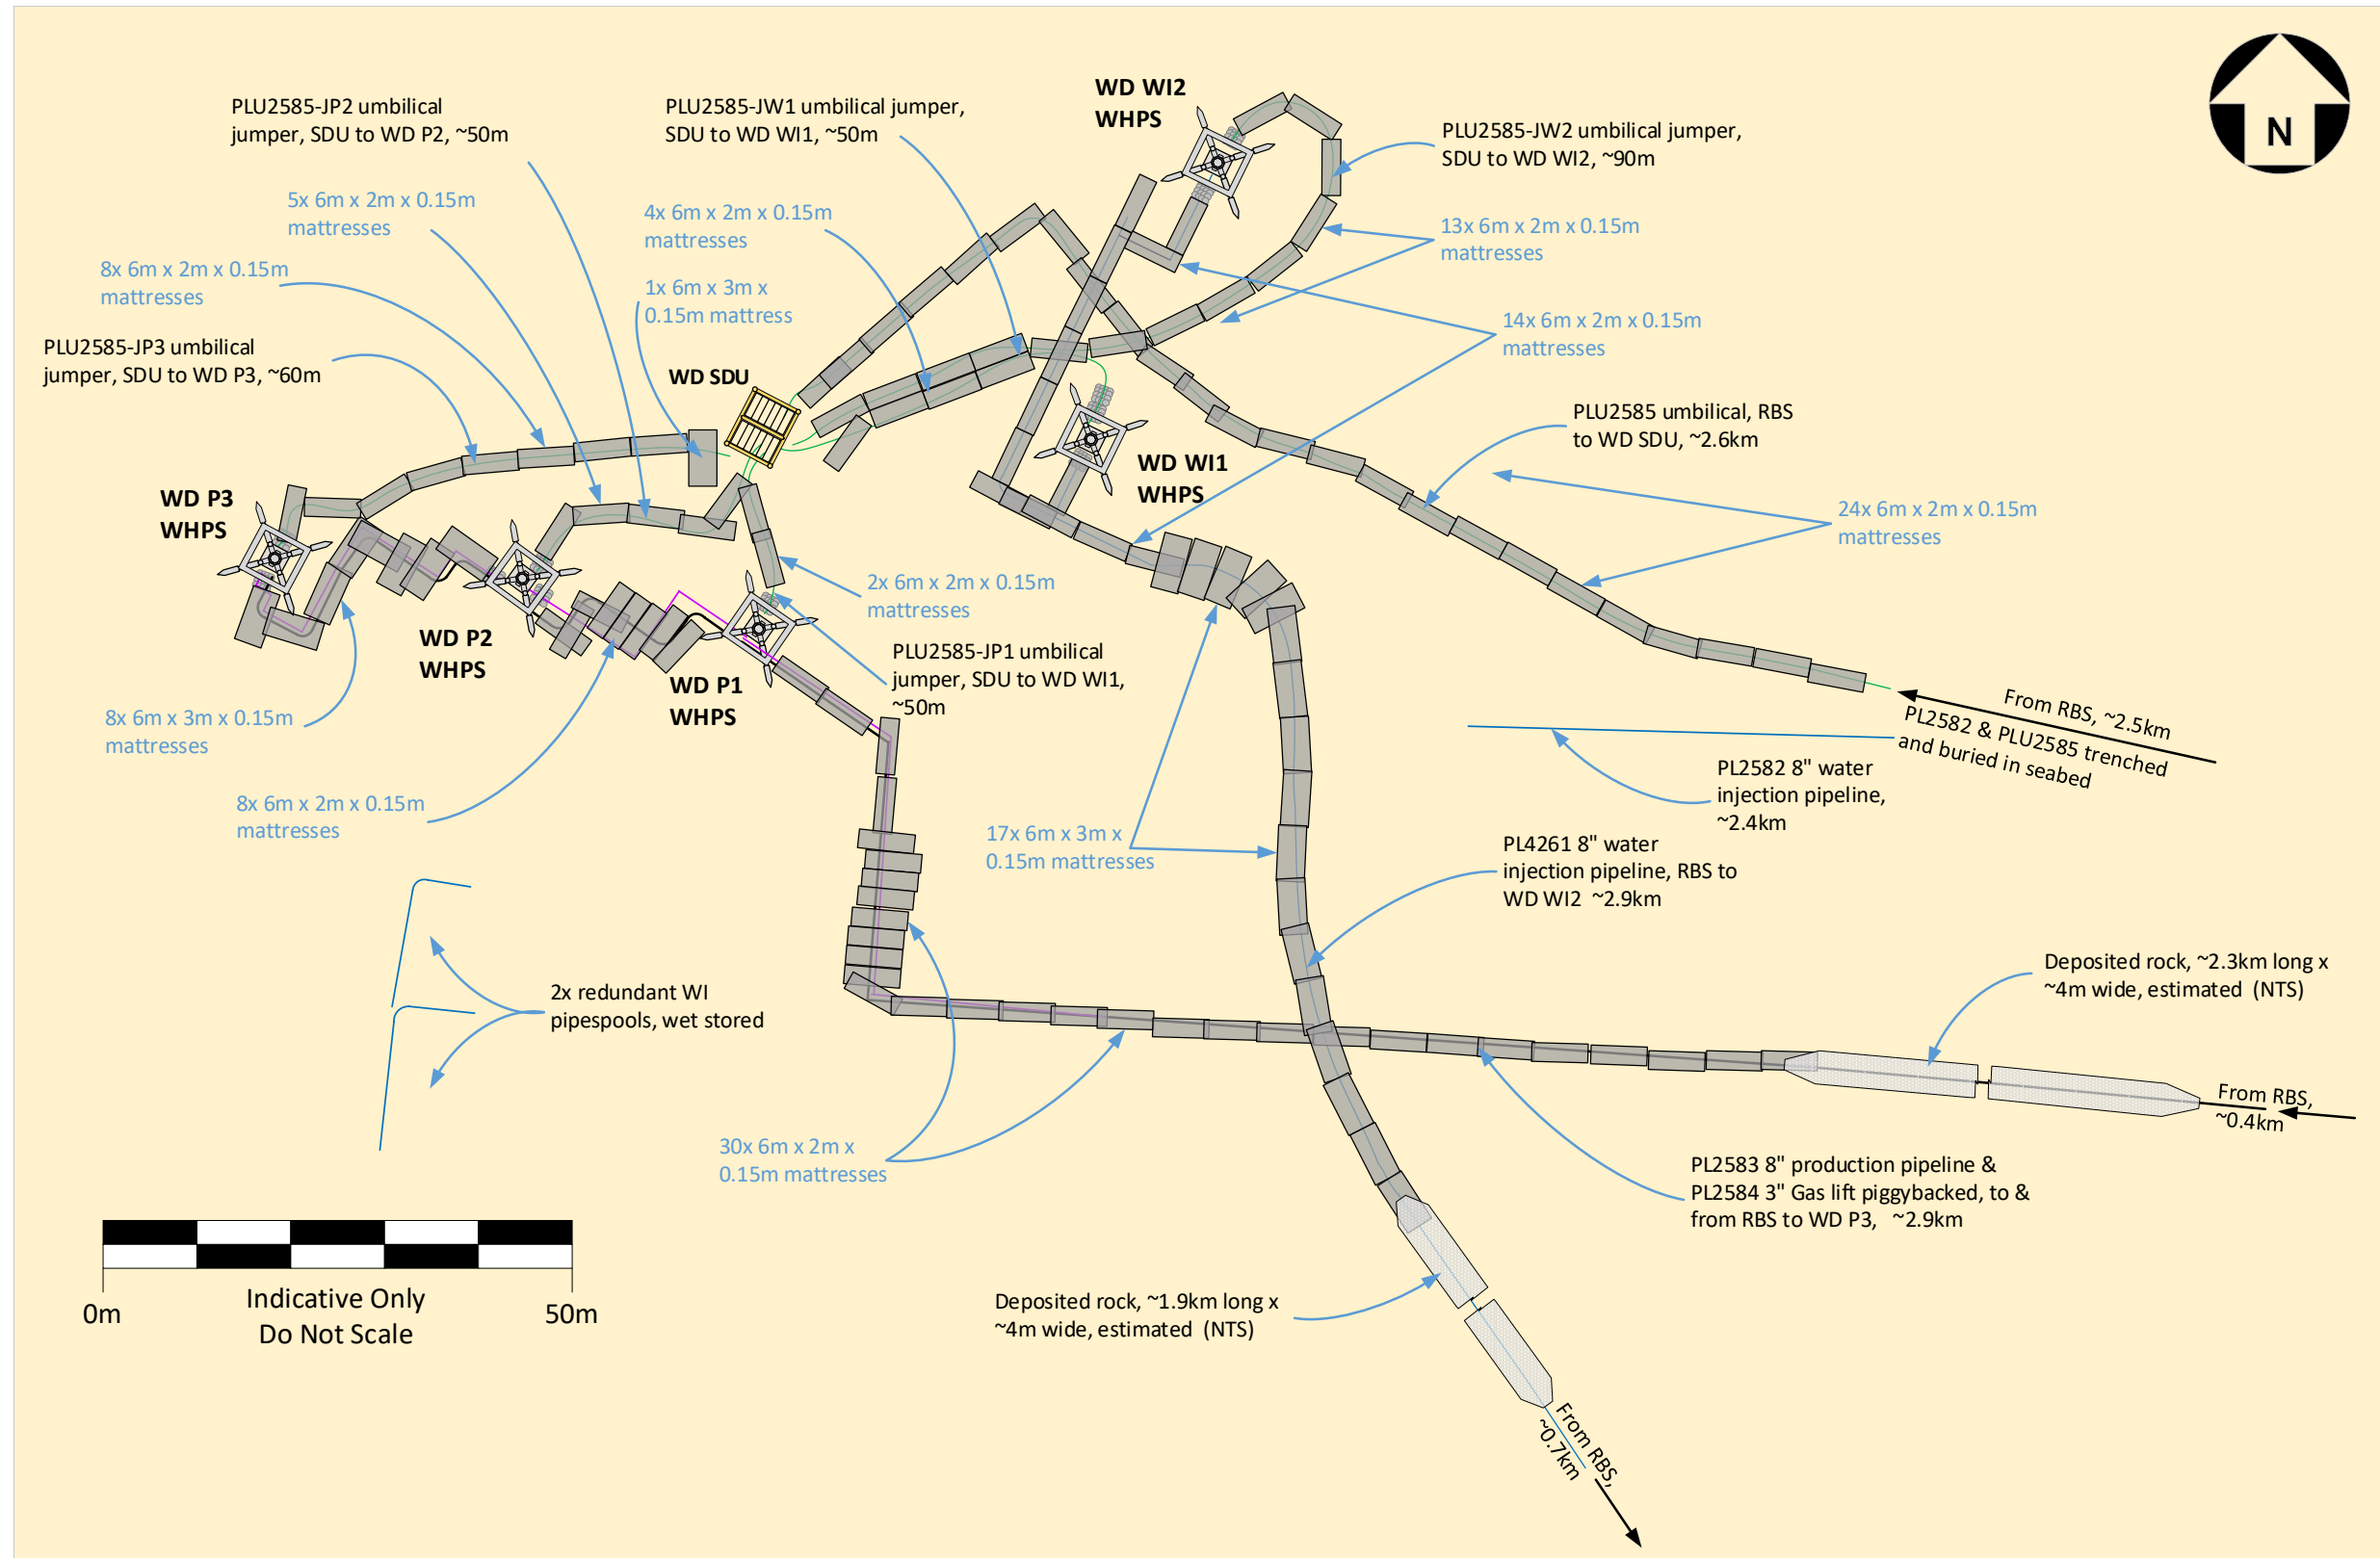 WD WI2
WHPS
N
PLU2585-JP2 umbilical
jumper, SDU to WD P2, ~50m
PLU2585-JW1 umbilical jumper,
SDU to WD WI1, ~50m
PLU2585-JW2 umbilical jumper,
SDU to WD WI2, ~90m
5x 6m x 2m x 0.15m
mattresses
4x 6m x 2m x 0.15m
mattresses
13x 6m x 2m x 0.15m
mattresses
8x 6m x 2m x 0.15m
mattresses
1x 6m x 3m x
0.15m mattress
14x 6m x 2m x 0.15m
mattresses
PLU2585-JP3 umbilical
jumper, SDU to WD P3, ~60m
WD SDU
PLU2585 umbilical, RBS
to WD SDU, ~2.6km
WD WI1
WHPS
WD P3
WHPS
24x 6m x 2m x 0.15m
mattresses
2x 6m x 2m x 0.15m
mattresses
WD P2
WHPS
PLU2585-JP1 umbilical
jumper, SDU to WD WI1,
~50m
WD P1
WHPS
From RBS, ~2.5km
PL2582 & PLU2585 trenched
and buried in seabed
8x 6m x 3m x 0.15m
mattresses
PL2582 8" water
injection pipeline,
~2.4km
8x 6m x 2m x 0.15m
mattresses
17x 6m x 3m x
0.15m mattresses
PL4261 8" water
injection pipeline, RBS to
WD WI2  ~2.9km
Deposited rock, ~2.3km long x
~4m wide, estimated  (NTS)
2x redundant WI
pipespools, wet stored
From RBS,
~0.4km
30x 6m x 2m x
0.15m mattresses
PL2583 8" production pipeline &
PL2584 3" Gas lift piggybacked, to &
from RBS to WD P3,   ~2.9km
Deposited rock, ~1.9km long x
~4m wide, estimated  (NTS)
0m
Indicative Only
Do Not Scale
50m
From RBS,
~0.7km